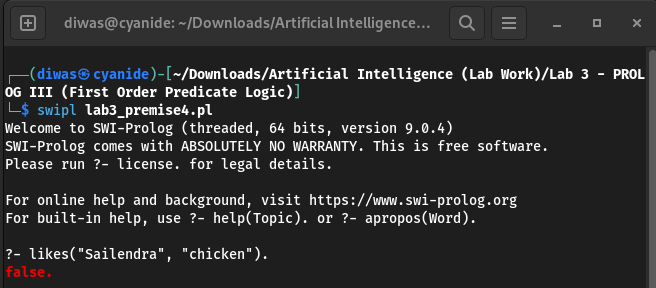 diwas@cyanide: ~/Downloads/Artificial Intelligence...
┌──(diwas㉿cyanide)-[~/Downloads/Artificial Intelligence (Lab Work)/Lab 3 - PROL
OG III (First Order Predicate Logic)]
└─$ swipl lab3_premise4.pl
Welcome to SWI-Prolog (threaded, 64 bits, version 9.0.4)
SWI-Prolog comes with ABSOLUTELY NO WARRANTY. This is free software.
Please run ?- license. for legal details.
For online help and background, visit https://www.swi-prolog.org
For built-in help, use ?- help(Topic). or ?- apropos(Word).
?- likes("Sailendra", "chicken").
false.